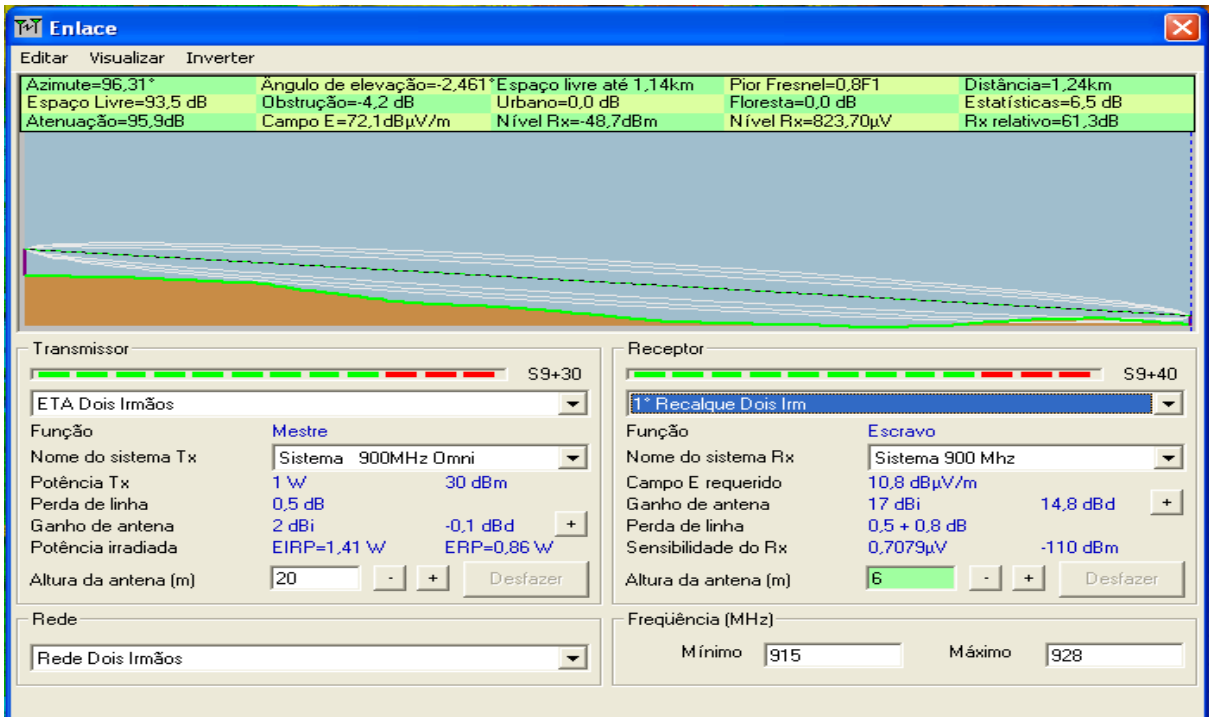 Enlace
Editar Visualizar Inverter
Azimute=96,31° Ângulo de elevação=-2,461° Espaço livre até 1,14km Pior Fresnel=0,8F1 Distância=1,24km
Espaço Livre=93,5 dB Obstrução=-4,2 dB Urbano=0,0 dB Floresta=0,0 dB Estatísticas=6,5 dB
Atenuação=95,9dB Campo E=72,1dBµV/m Nível Rx=-48,7dBm Nível Rx=823,70µV Rx relativo=61,3dB
Transmissor
S9+30
ETA Dois Irmãos
Função Mestre
Nome do sistema Tx Sistema 900MHz Omni
Potência Tx 1 W 30 dBm
Perda de linha 0,5 dB
Ganho de antena 2 dBi -0,1 dBd +
Potência irradiada EIRP=1,41 W ERP=0,86 W
Altura da antena (m) 20 - + Desfazer
Receptor
S9+40
1° Recalque Dois Irm
Função Escravo
Nome do sistema Rx Sistema 900 Mhz
Campo E requerido 10,8 dBµV/m
Ganho de antena 17 dBi 14,8 dBd +
Perda de linha 0,5 + 0,8 dB
Sensibilidade do Rx 0,7079µV -110 dBm
Altura da antena (m) 6 - + Desfazer
Rede
Rede Dois Irmãos
Freqüência (MHz)
Mínimo 915 Máximo 928